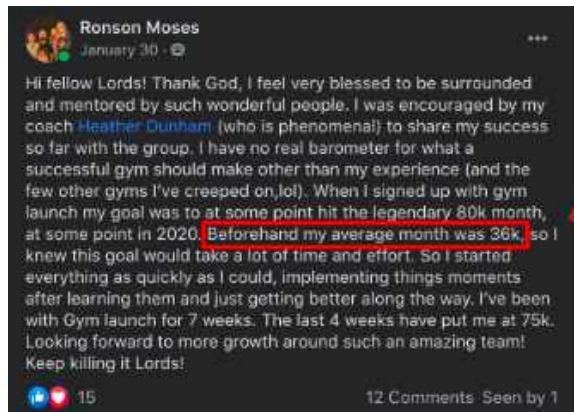 Ronson Moses
January 30 ·
Hi fellow Lords! Thank God, I feel very blessed to be surrounded
and mentored by such wonderful people. I was encouraged by my
coach Heather Dunham (who is phenomenal) to share my success
so far with the group. I have no real barometer for what a
successful gym should make other than my experience (and the
few other gyms I've creeped on,lol). When I signed up with gym
launch my goal was to at some point hit the legendary 80k month,
at some point in 2020. Beforehand my average month was 36k, so I
knew this goal would take a lot of time and effort. So I started
everything as quickly as I could, implementing things moments
after learning them and just getting better along the way. I've been
with Gym launch for 7 weeks. The last 4 weeks have put me at 75k.
Looking forward to more growth around such an amazing team!
Keep killing it Lords!
15
12 Comments Seen by 1